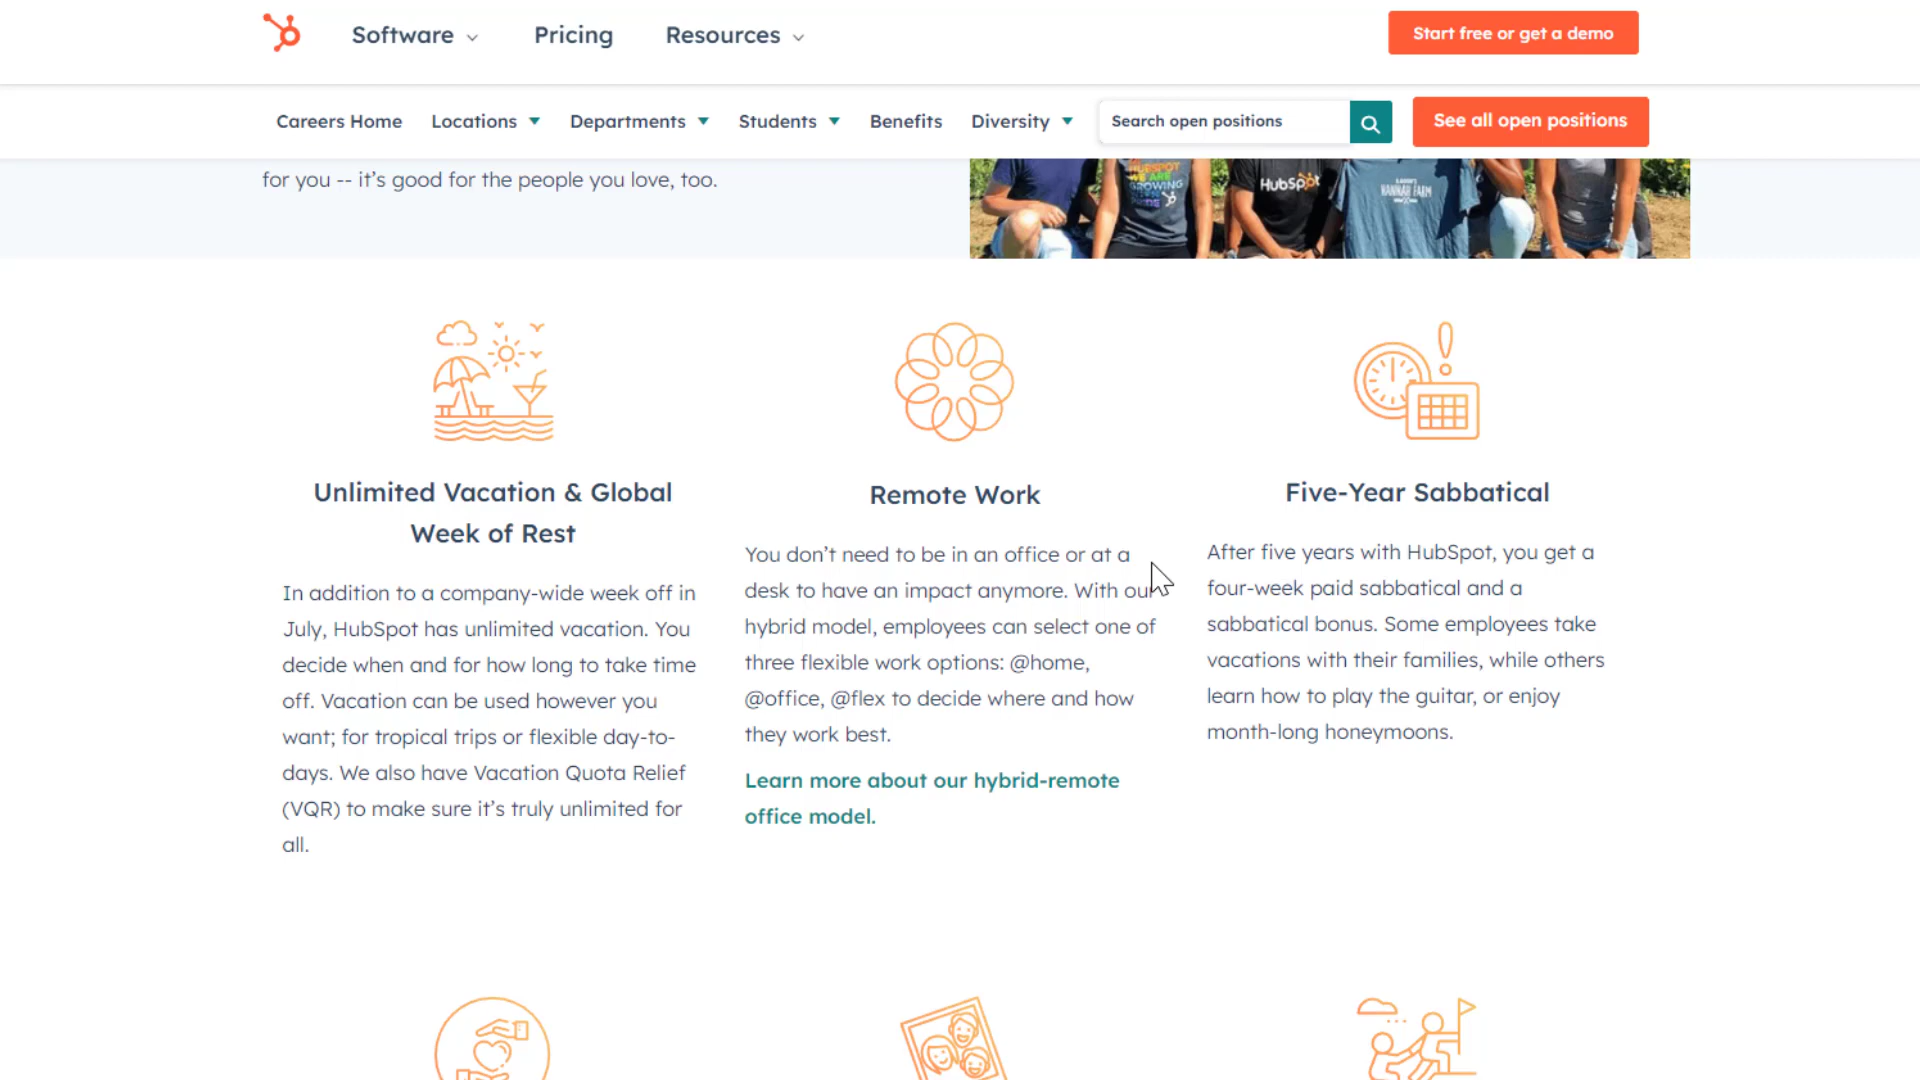 Software
Pricing
Resources
Start free or get a demo
Careers Home
Locations
Departments
Students
Benefits
Diversity
Search open positions
See all open positions
for you -- it's good for the people you love, too.
HUBSPOT
WE ARE
GROWING
HubSpot
HANNAH FARM
Unlimited Vacation & Global
Week of Rest
In addition to a company-wide week off in
July, HubSpot has unlimited vacation. You
decide when and for how long to take time
off. Vacation can be used however you
want; for tropical trips or flexible day-to-
days. We also have Vacation Quota Relief
(VQR) to make sure it's truly unlimited for
all.
Remote Work
You don't need to be in an office or at a
desk to have an impact anymore. With our
hybrid model, employees can select one of
three flexible work options: @home,
@office, @flex to decide where and how
they work best.
Learn more about our hybrid-remote
office model.
Five-Year Sabbatical
After five years with HubSpot, you get a
four-week paid sabbatical and a
sabbatical bonus. Some employees take
vacations with their families, while others
learn how to play the guitar, or enjoy
month-long honeymoons.